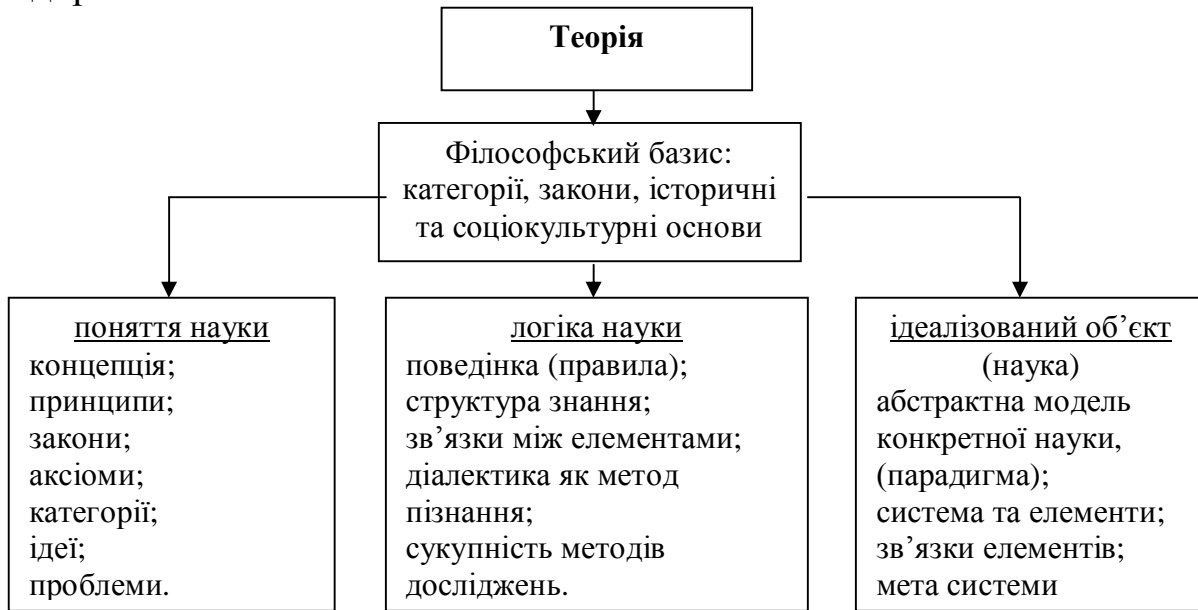 Теорія
Філософський базис:
категорії, закони, історичні
та соціокультурні основи
поняття науки
концепція;
принципи;
закони;
аксіоми;
категорії;
ідеї;
проблеми.
логіка науки
поведінка (правила);
структура знання;
зв’язки між елементами;
діалектика як метод
пізнання;
сукупність методів
досліджень.
ідеалізований об’єкт
(наука)
абстрактна модель
конкретної науки,
(парадигма);
система та елементи;
зв’язки елементів;
мета системи